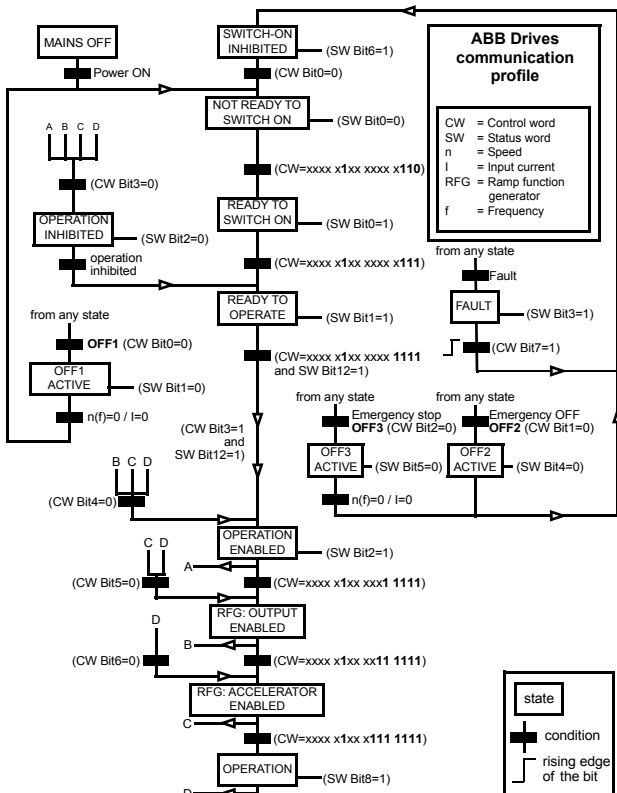 MAINS OFF
Power ON
SWITCH-ON
INHIBITED
(SW Bit6=1)
(CW Bit0=0)
NOT READY TO
SWITCH ON
(SW Bit0=0)
A B C D
(CW Bit3=0)
OPERATION
INHIBITED
(SW Bit2=0)
operation
inhibited
(CW=xxxx x1xx xxxx x110)
READY TO
SWITCH ON
(SW Bit0=1)
(CW=xxxx x1xx xxxx x111)
READY TO
OPERATE
(SW Bit1=1)
(CW=xxxx x1xx xxxx 1111
and SW Bit12=1)
from any state
OFF1 (CW Bit0=0)
OFF1
ACTIVE
(SW Bit1=0)
n(f)=0 / I=0
(CW Bit3=1
and
SW Bit12=1)
ABB Drives
communication
profile
CW = Control word
SW = Status word
n = Speed
I = Input current
RFG = Ramp function
generator
f = Frequency
from any state
Fault
FAULT
(SW Bit3=1)
(CW Bit7=1)
from any state
Emergency stop
OFF3 (CW Bit2=0)
OFF3
ACTIVE
(SW Bit5=0)
n(f)=0 / I=0
from any state
Emergency OFF
OFF2 (CW Bit1=0)
OFF2
ACTIVE
(SW Bit4=0)
B C D
(CW Bit4=0)
OPERATION
ENABLED
(SW Bit2=1)
A
C D
(CW Bit5=0)
(CW=xxxx x1xx xxx1 1111)
RFG: OUTPUT
ENABLED
B
D
(CW Bit6=0)
(CW=xxxx x1xx xx11 1111)
RFG: ACCELERATOR
ENABLED
C
(CW=xxxx x1xx x111 1111)
OPERATION
(SW Bit8=1)
D
state
condition
rising edge
of the bit